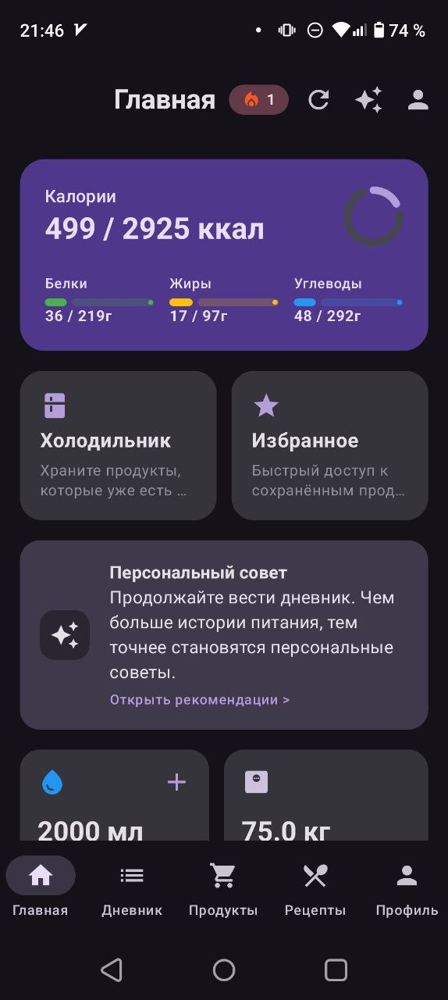 21:46 74 %
Главная 1
Калории
499 / 2925 ккал
Белки Жиры Углеводы
36 / 219г 17 / 97г 48 / 292г
Холодильник
Храните продукты,
которые уже есть ...
Избранное
Быстрый доступ к
сохранённым прод...
Персональный совет
Продолжайте вести дневник. Чем
больше истории питания, тем
точнее становятся персональные
советы.
Открыть рекомендации >
2000 мл 75.0 кг
Главная Дневник Продукты Рецепты Профиль